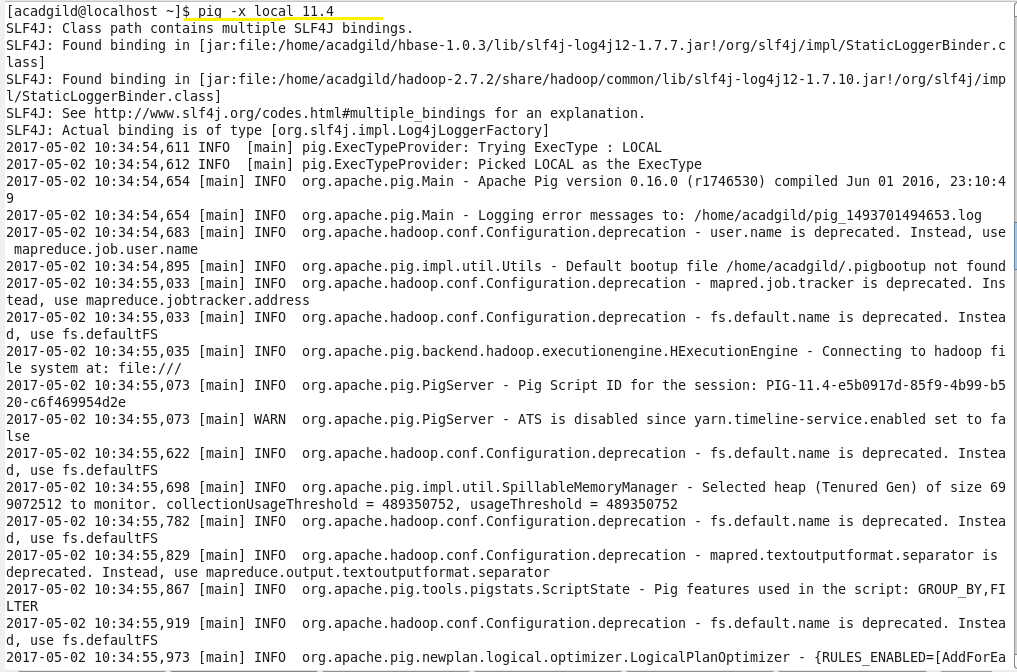 [acadgild@localhost ~]$ pig -x local 11.4
SLF4J: Class path contains multiple SLF4J bindings.
SLF4J: Found binding in [jar:file:/home/acadgild/hbase-1.0.3/lib/slf4j-log4j12-1.7.7.jar!/org/slf4j/impl/StaticLoggerBinder.c
lass]
SLF4J: Found binding in [jar:file:/home/acadgild/hadoop-2.7.2/share/hadoop/common/lib/slf4j-log4j12-1.7.10.jar!/org/slf4j/imp
l/StaticLoggerBinder.class]
SLF4J: See http://www.slf4j.org/codes.html#multiple_bindings for an explanation.
SLF4J: Actual binding is of type [org.slf4j.impl.Log4jLoggerFactory]
2017-05-02 10:34:54,611 INFO  [main] pig.ExecTypeProvider: Trying ExecType : LOCAL
2017-05-02 10:34:54,612 INFO  [main] pig.ExecTypeProvider: Picked LOCAL as the ExecType
2017-05-02 10:34:54,654 [main] INFO  org.apache.pig.Main - Apache Pig version 0.16.0 (r1746530) compiled Jun 01 2016, 23:10:4
9
2017-05-02 10:34:54,654 [main] INFO  org.apache.pig.Main - Logging error messages to: /home/acadgild/pig_1493701494653.log
2017-05-02 10:34:54,683 [main] INFO  org.apache.hadoop.conf.Configuration.deprecation - user.name is deprecated. Instead, use
 mapreduce.job.user.name
2017-05-02 10:34:54,895 [main] INFO  org.apache.pig.impl.util.Utils - Default bootup file /home/acadgild/.pigbootup not found
2017-05-02 10:34:55,033 [main] INFO  org.apache.hadoop.conf.Configuration.deprecation - mapred.job.tracker is deprecated. Ins
tead, use mapreduce.jobtracker.address
2017-05-02 10:34:55,033 [main] INFO  org.apache.hadoop.conf.Configuration.deprecation - fs.default.name is deprecated. Instea
d, use fs.defaultFS
2017-05-02 10:34:55,035 [main] INFO  org.apache.pig.backend.hadoop.executionengine.HExecutionEngine - Connecting to hadoop fi
le system at: file:///
2017-05-02 10:34:55,073 [main] INFO  org.apache.pig.PigServer - Pig Script ID for the session: PIG-11.4-e5b0917d-85f9-4b99-b5
20-c6f469954d2e
2017-05-02 10:34:55,073 [main] WARN  org.apache.pig.PigServer - ATS is disabled since yarn.timeline-service.enabled set to fa
lse
2017-05-02 10:34:55,622 [main] INFO  org.apache.hadoop.conf.Configuration.deprecation - fs.default.name is deprecated. Instea
d, use fs.defaultFS
2017-05-02 10:34:55,698 [main] INFO  org.apache.pig.impl.util.SpillableMemoryManager - Selected heap (Tenured Gen) of size 69
9072512 to monitor. collectionUsageThreshold = 489350752, usageThreshold = 489350752
2017-05-02 10:34:55,782 [main] INFO  org.apache.hadoop.conf.Configuration.deprecation - fs.default.name is deprecated. Instea
d, use fs.defaultFS
2017-05-02 10:34:55,829 [main] INFO  org.apache.hadoop.conf.Configuration.deprecation - mapred.textoutputformat.separator is
deprecated. Instead, use mapreduce.output.textoutputformat.separator
2017-05-02 10:34:55,867 [main] INFO  org.apache.pig.tools.pigstats.ScriptState - Pig features used in the script: GROUP_BY,FI
LTER
2017-05-02 10:34:55,919 [main] INFO  org.apache.hadoop.conf.Configuration.deprecation - fs.default.name is deprecated. Instea
d, use fs.defaultFS
2017-05-02 10:34:55,973 [main] INFO  org.apache.pig.newplan.logical.optimizer.LogicalPlanOptimizer - {RULES_ENABLED=[AddForEa